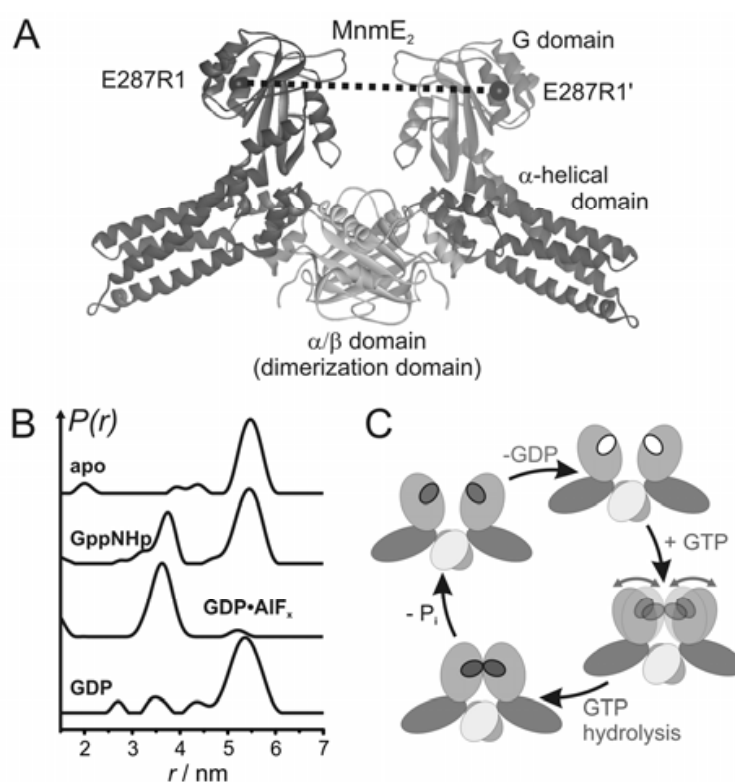 A
MnmE₂
G domain
E287R1
E287R1'
α-helical
domain
α/β domain
(dimerization domain)
B
P(r)
apo
GppNHp
GDP•AlFₓ
GDP
2 3 4 5 6 7
r / nm
C
-GDP
+ GTP
- Pᵢ
GTP
hydrolysis